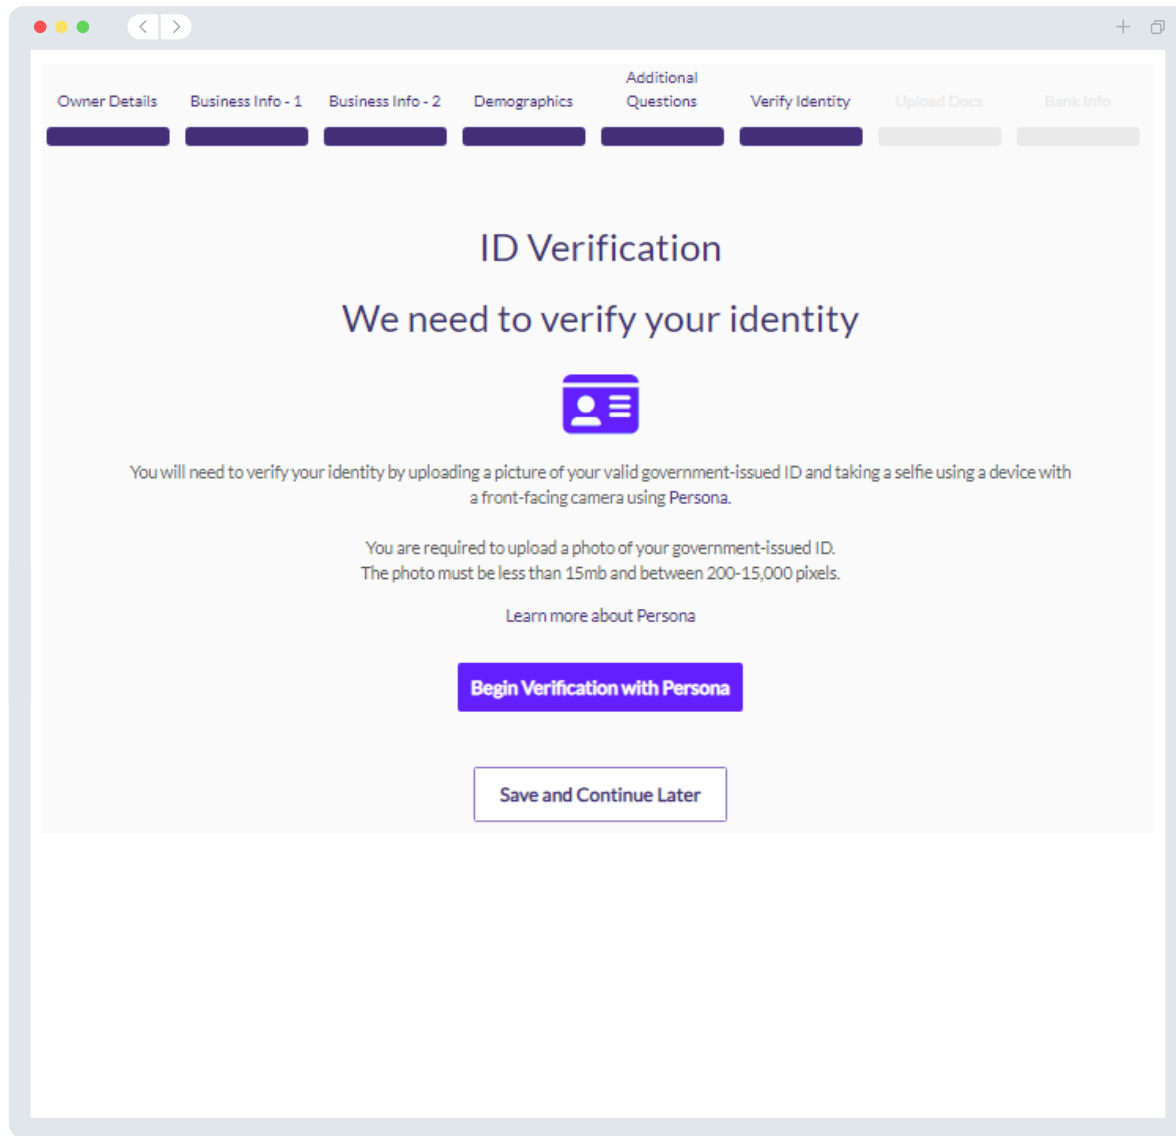 Owner Details
Business Info - 1
Business Info - 2
Demographics
Additional
Questions
Verify Identity
Upload Docs
Bank Info
ID Verification
We need to verify your identity
You will need to verify your identity by uploading a picture of your valid government-issued ID and taking a selfie using a device with
a front-facing camera using Persona.
You are required to upload a photo of your government-issued ID.
The photo must be less than 15mb and between 200-15,000 pixels.
Learn more about Persona
Begin Verification with Persona
Save and Continue Later